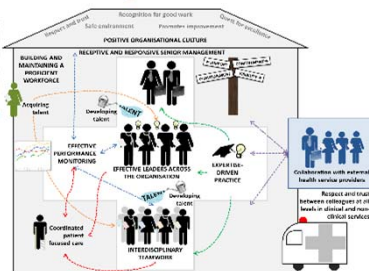 Recognition for good work
Respect and trust
Safe environment
Promotes improvement
Quest for excellence
POSITIVE ORGANISATIONAL CULTURE
RECEPTIVE AND RESPONSIVE SENIOR MANAGEMENT
BUILDING AND
MAINTAINING A
PROFICIENT
WORKFORCE
Acquiring
talent
Developing
talent
TALENT
EFFECTIVE
PERFORMANCE
MONITORING
EFFECTIVE LEADERS ACROSS
THE ORGANISATION
EXPERTISE-
DRIVEN
PRACTICE
Collaboration with external
health service providers
TALENT
Developing
talent
Respect and trust
between colleagues at all
levels in clinical and non-
clinical services
Coordinated
patient
focused care
INTERDISCIPLINARY
TEAMWORK